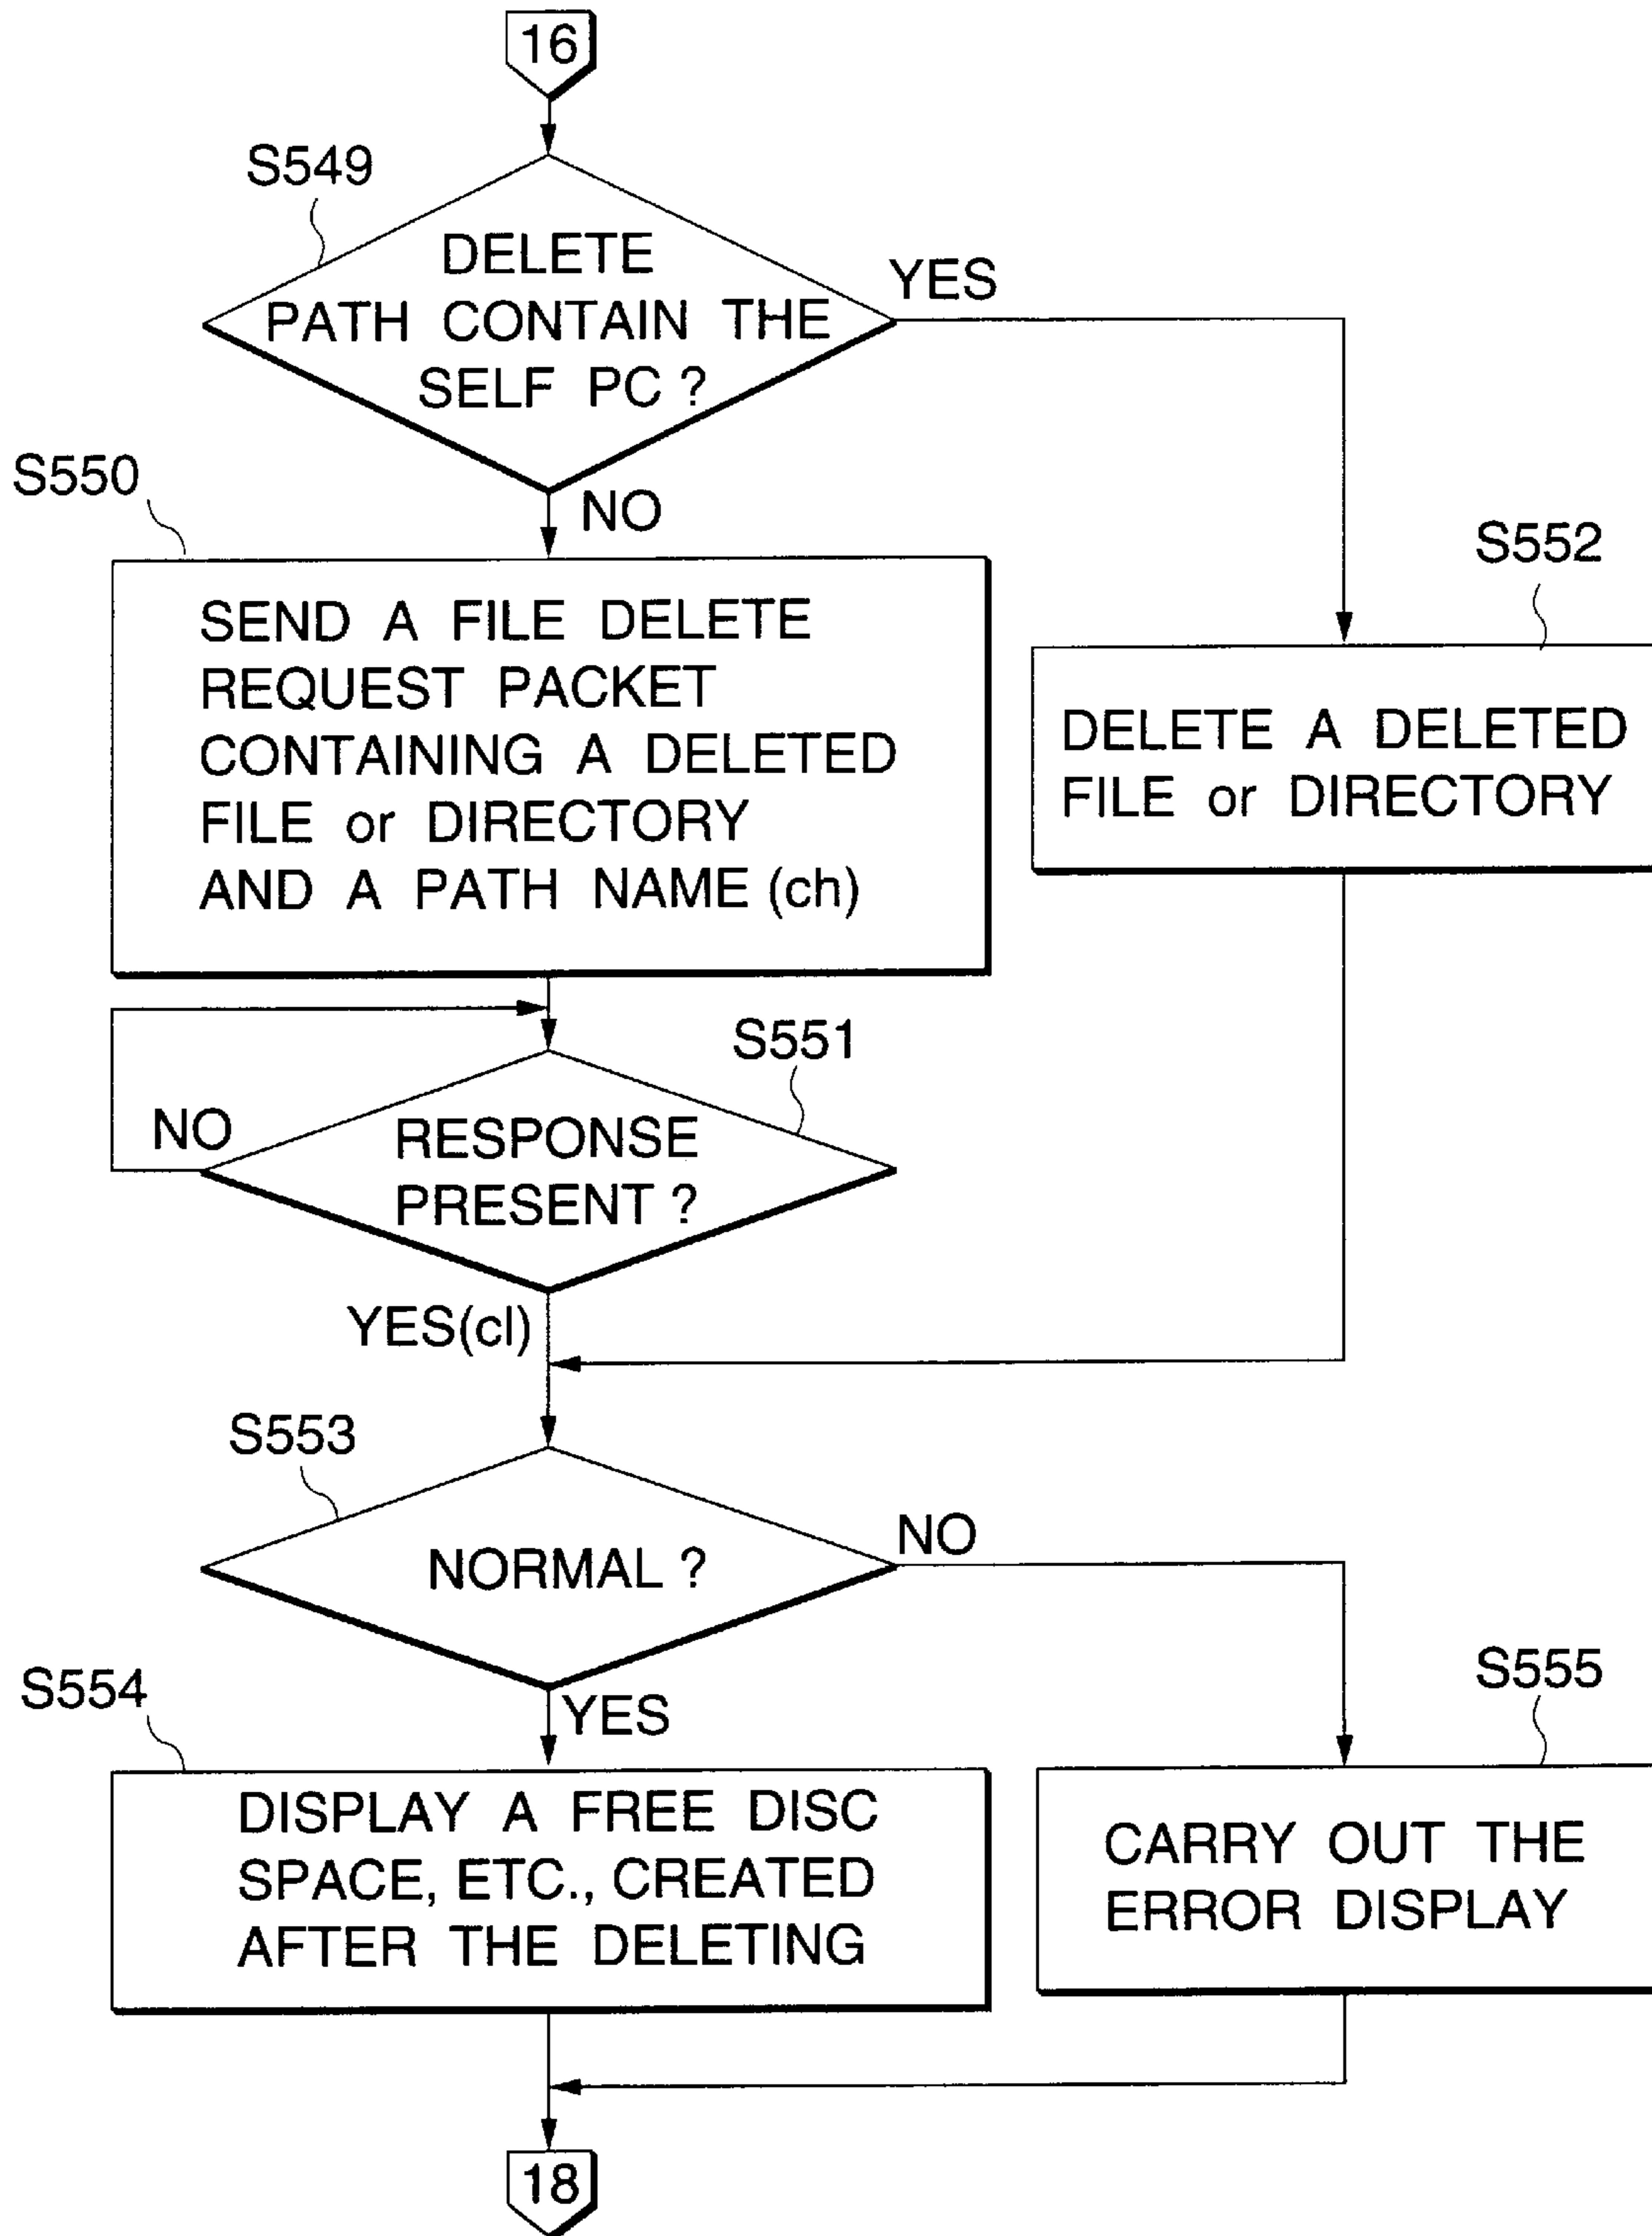 16
S549
DELETE
PATH CONTAIN THE
SELF PC ?
YES
NO
S550
SEND A FILE DELETE
REQUEST PACKET
CONTAINING A DELETED
FILE or DIRECTORY
AND A PATH NAME (ch)
S552
DELETE A DELETED
FILE or DIRECTORY
S551
RESPONSE
PRESENT ?
NO
YES(cl)
S553
NORMAL ?
NO
YES
S554
DISPLAY A FREE DISC
SPACE, ETC., CREATED
AFTER THE DELETING
S555
CARRY OUT THE
ERROR DISPLAY
18